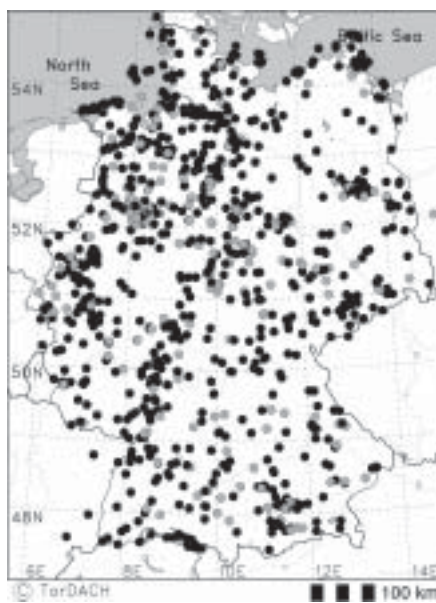 Baltic Sea
North
Sea
54N
52N
50N
48N
6E 8E 10E 12E 14E
© TorDACH 100 km